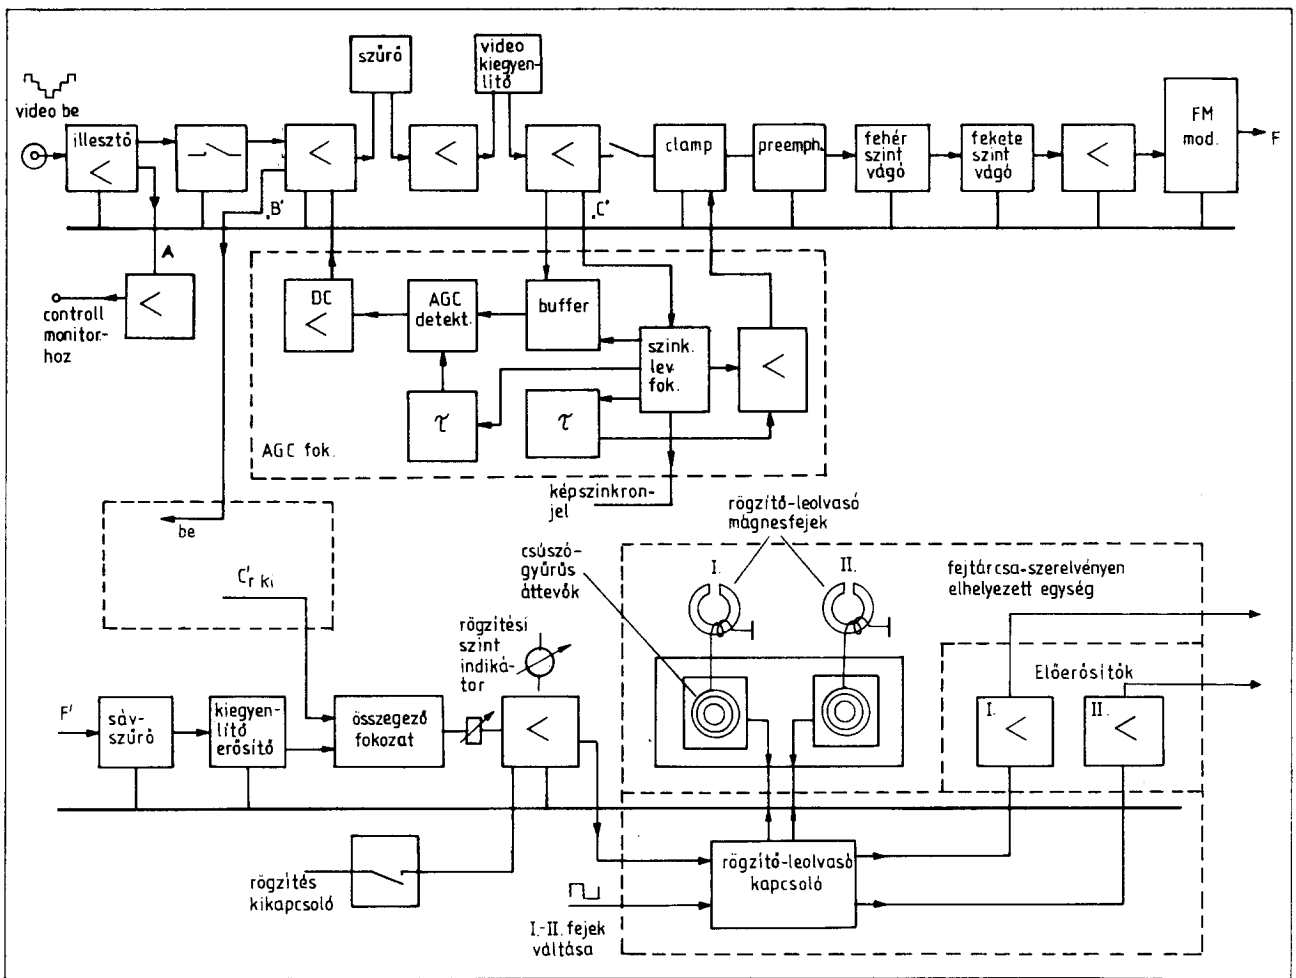 szűrő
video
kiegyen-
lítő
video be
illesztő
<
<
<
<
clamp
preemph.
fehér
szint
vágó
fekete
szint
vágó
<
FM
mod.
F
'B'
'C'
A
<
controll
monitor-
hoz
DC
<
AGC
detekt.
buffer
szink.
lev.
fok.
<
τ
τ
AGC fok.
képszinkron-
jel
be
C'r ki
rögzítő-leolvasó
mágnesfejek
csúszó-
gyűrűs
áttevők
I.
II.
fejtárcsa-szerelvényen
elhelyezett egység
rögzítési
szint
indiká-
tor
Előerősítők
F'
sáv-
szűrő
kiegyen-
lítő
erősítő
összegező
fokozat
<
I.
<
II.
<
rögzítés
kikapcsoló
rögzítő-leolvasó
kapcsoló
I.-II. fejek
váltása